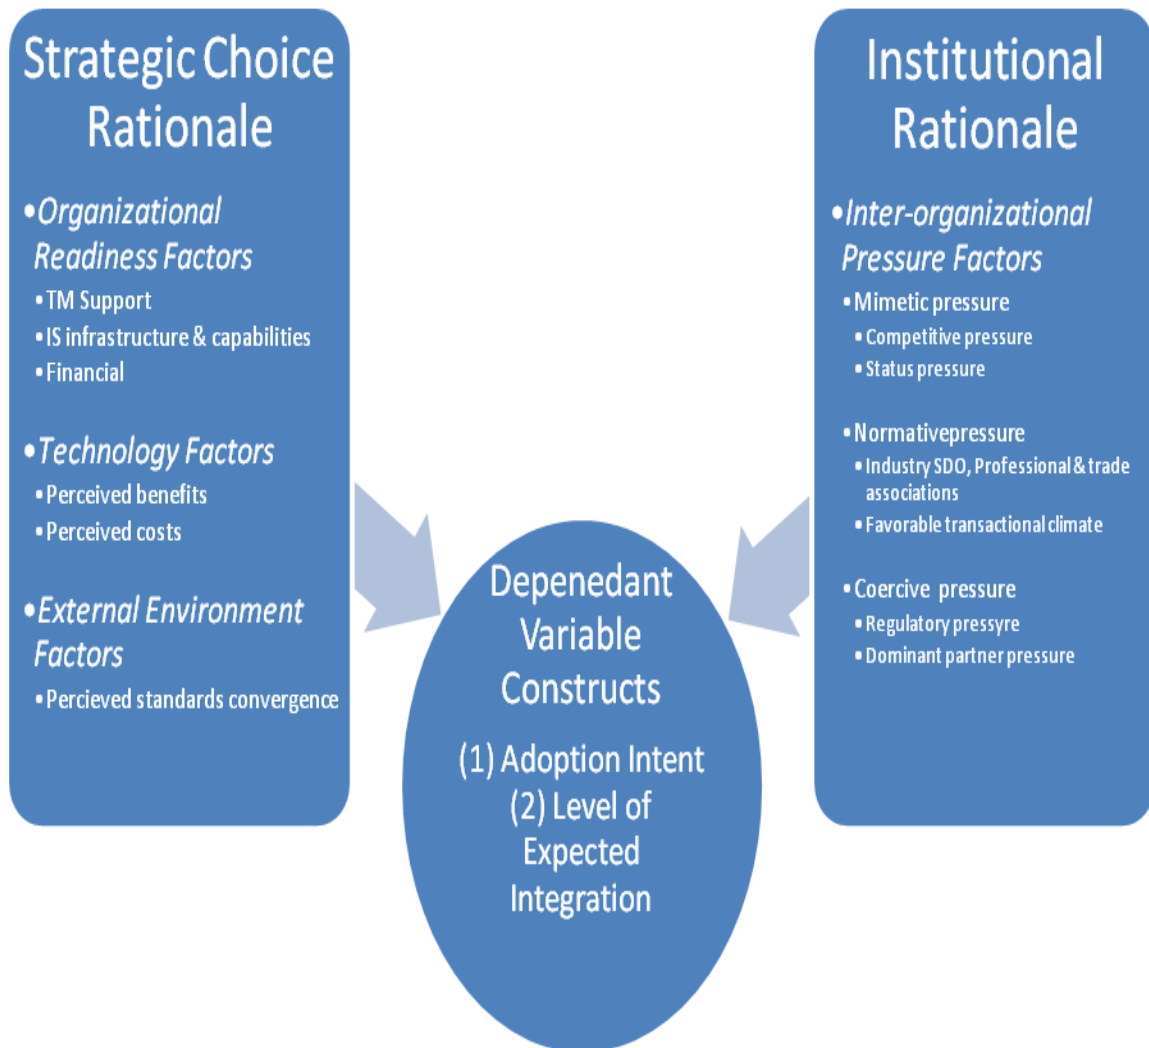 Strategic Choice
Rationale
•Organizational
Readiness Factors
▪TM Support
▪IS infrastructure & capabilities
▪Financial
•Technology Factors
▪Perceived benefits
▪Perceived costs
•External Environment
Factors
▪Percieved standards convergence
Depenedant
Variable
Constructs
(1) Adoption Intent
(2) Level of
Expected
Integration
Institutional
Rationale
•Inter-organizational
Pressure Factors
▪Mimetic pressure
▪Competitive pressure
▪Status pressure
▪Normativepressure
▪Industry SDO, Professional & trade
associations
▪Favorable transactional climate
▪Coercive pressure
▪Regulatory pressyre
▪Dominant partner pressure